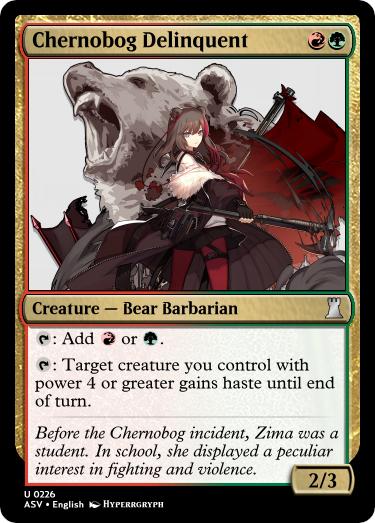 Chernobog Delinquent
: Add or .
Creature — Bear Barbarian
: Target creature you control with
power 4 or greater gains haste until end
of turn.
Before the Chernobog incident, Zima was a
student. In school, she displayed a peculiar
interest in fighting and violence.
2/3
U 0226
ASV • English HYPERRGRYPH